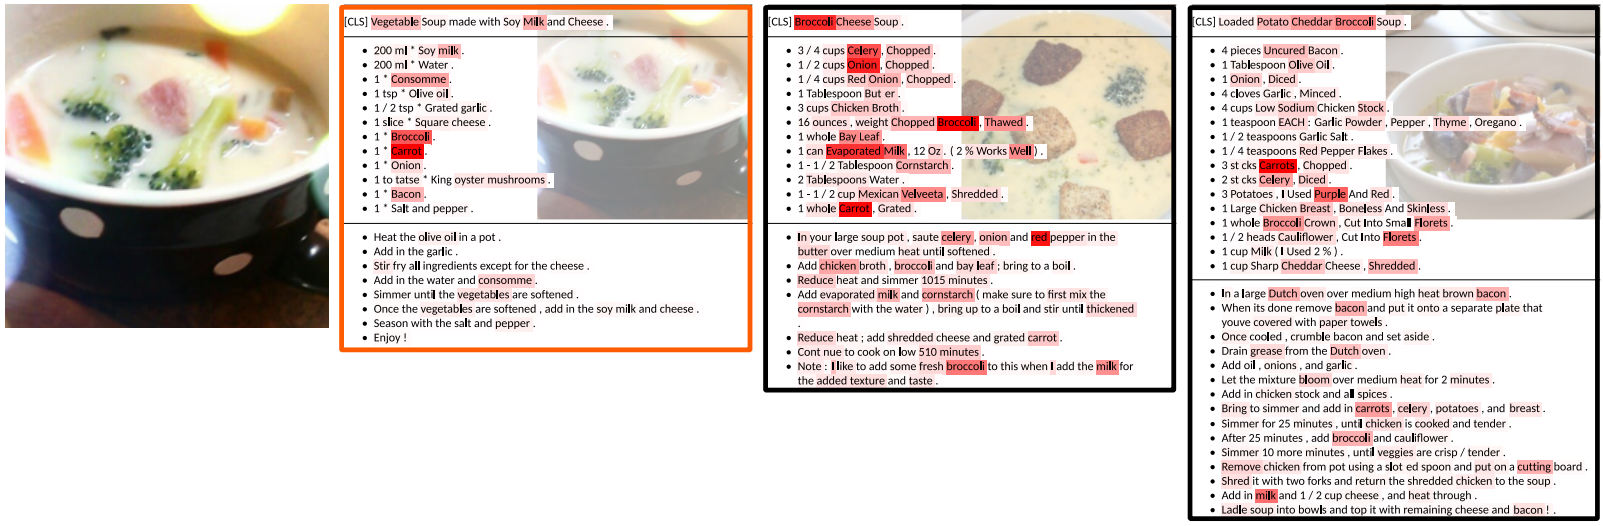 [CLS] Vegetable Soup made with Soy Milk and Cheese .
200 ml * Soy milk .
200 ml * Water .
1 * Consomme .
1 tsp * Olive oil .
1 / 2 tsp * Grated garlic .
1 slice * Square cheese .
1 * Broccoli .
1 * Carrot .
1 * Onion .
1 to tatse * King oyster mushrooms .
1 * Bacon .
1 * Salt and pepper .
Heat the olive oil in a pot .
Add in the garlic .
Stir fry all ingredients except for the cheese .
Add in the water and consomme .
Simmer until the vegetables are softened .
Once the vegetables are softened , add in the soy milk and cheese .
Season with the salt and pepper .
Enjoy !
[CLS] Broccoli Cheese Soup .
3 / 4 cups Celery , Chopped .
1 / 2 cups Onion , Chopped .
1 / 4 cups Red Onion , Chopped .
1 Tablespoon But er .
3 cups Chicken Broth .
16 ounces , weight Chopped Broccoli , Thawed .
1 whole Bay Leaf .
1 can Evaporated Milk , 12 Oz . ( 2 % Works Well ) .
1 - 1 / 2 Tablespoon Cornstarch .
2 Tablespoons Water .
1 - 1 / 2 cup Mexican Velveeta , Shredded .
1 whole Carrot , Grated .
In your large soup pot , saute celery , onion and red pepper in the
butter over medium heat until softened .
Add chicken broth , broccoli and bay leaf ; bring to a boil .
Reduce heat and simmer 1015 minutes .
Add evaporated milk and cornstarch ( make sure to first mix the
cornstarch with the water ) , bring up to a boil and stir until thickened
.
Reduce heat ; add shredded cheese and grated carrot .
Cont nue to cook on low 510 minutes .
Note : I like to add some fresh broccoli to this when I add the milk for
the added texture and taste .
[CLS] Loaded Potato Cheddar Broccoli Soup .
4 pieces Uncured Bacon .
1 Tablespoon Olive Oil .
1 Onion , Diced .
4 cloves Garlic , Minced .
4 cups Low Sodium Chicken Stock .
1 teaspoon EACH : Garlic Powder , Pepper , Thyme , Oregano .
1 / 2 teaspoons Garlic Salt .
1 / 4 teaspoons Red Pepper Flakes .
3 st cks Carrots , Chopped .
2 st cks Celery , Diced .
3 Potatoes , I Used Purple And Red .
1 Large Chicken Breast , Boneless And Skinless .
1 whole Broccoli Crown , Cut Into Small Florets .
1 / 2 heads Cauliflower , Cut Into Florets .
1 cup Milk ( I Used 2 % ) .
1 cup Sharp Cheddar Cheese , Shredded .
In a large Dutch oven over medium high heat brown bacon .
When its done remove bacon and put it onto a separate plate that
youve covered with paper towels .
Once cooled , crumble bacon and set aside .
Drain grease from the Dutch oven .
Add oil , onions , and garlic .
Let the mixture bloom over medium heat for 2 minutes .
Add in chicken stock and all spices .
Bring to simmer and add in carrots , celery , potatoes , and breast .
Simmer for 25 minutes , until chicken is cooked and tender .
After 25 minutes , add broccoli and cauliflower .
Simmer 10 more minutes , until veggies are crisp / tender .
Remove chicken from pot using a slot ed spoon and put on a cutting board .
Shred it with two forks and return the shredded chicken to the soup .
Add in milk and 1 / 2 cup cheese , and heat through .
Ladle soup into bowls and top it with remaining cheese and bacon ! .